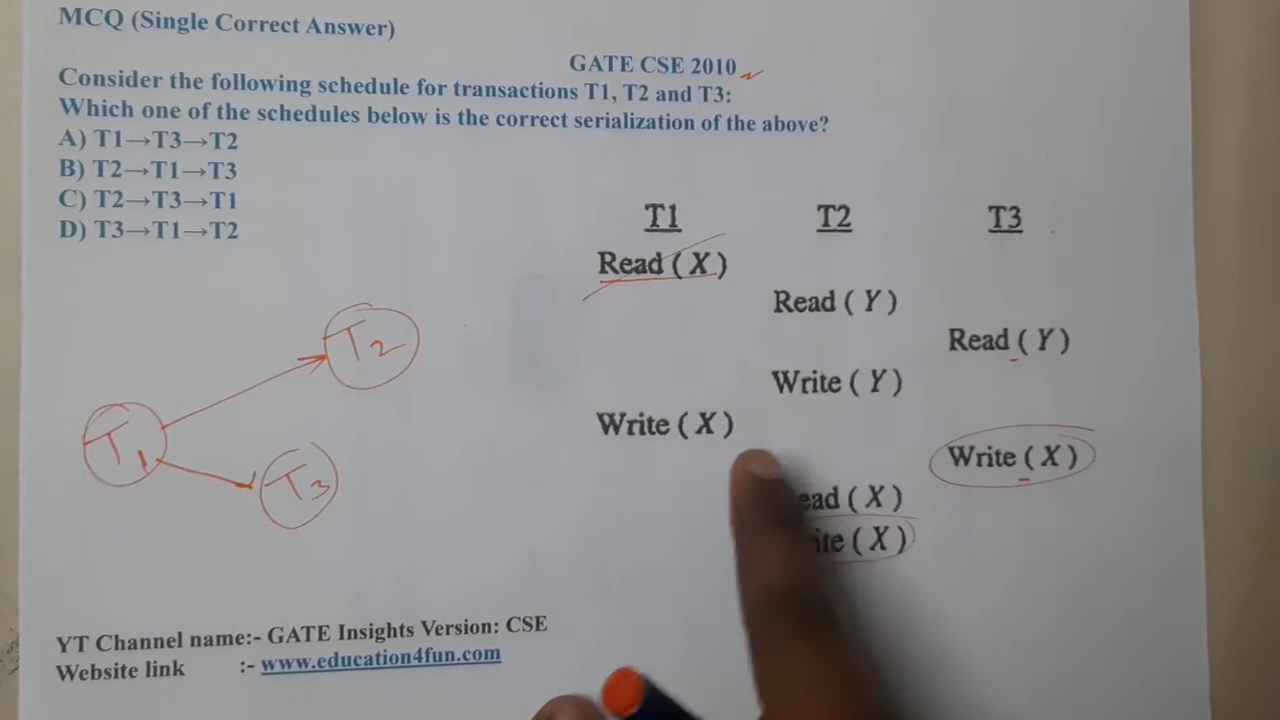 MCQ (Single Correct Answer)
GATE CSE 2010
Consider the following schedule for transactions T1, T2 and T3:
Which one of the schedules below is the correct serialization of the above?
A) T1→T3→T2
B) T2→T1→T3
C) T2→T3→T1
D) T3→T1→T2
T1 T2 T3
Read (X)
Read (Y)
Read (Y)
Write (Y)
Write (X)
Write (X)
(X)
(X)
T2
T1
T3
YT Channel name:- GATE Insights Version: CSE
Website link :- www.education4fun.com